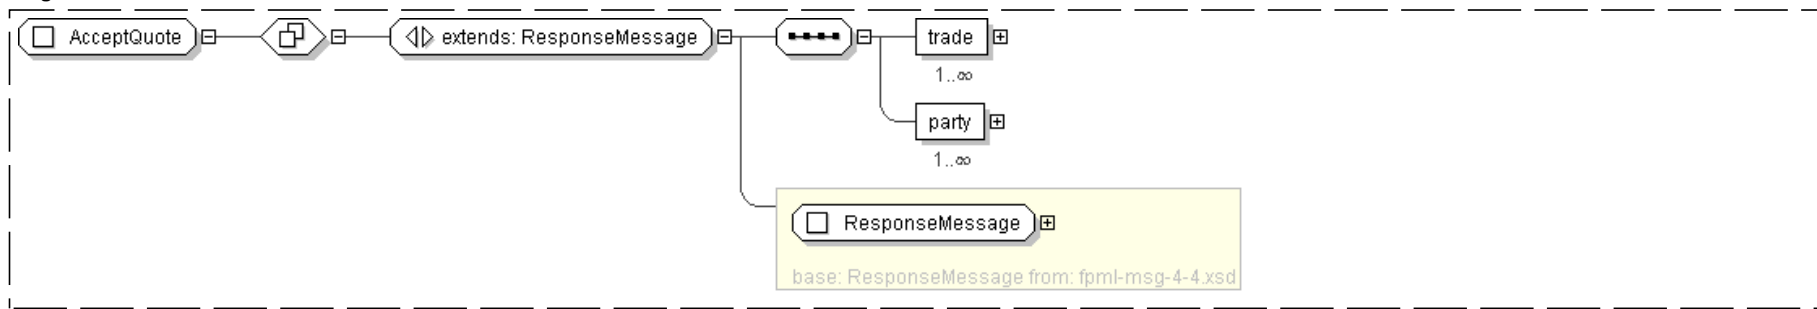 AcceptQuote
extends: ResponseMessage
trade
1..∞
party
1..∞
ResponseMessage
base: ResponseMessage from: fpml-msg-4-4.xsd